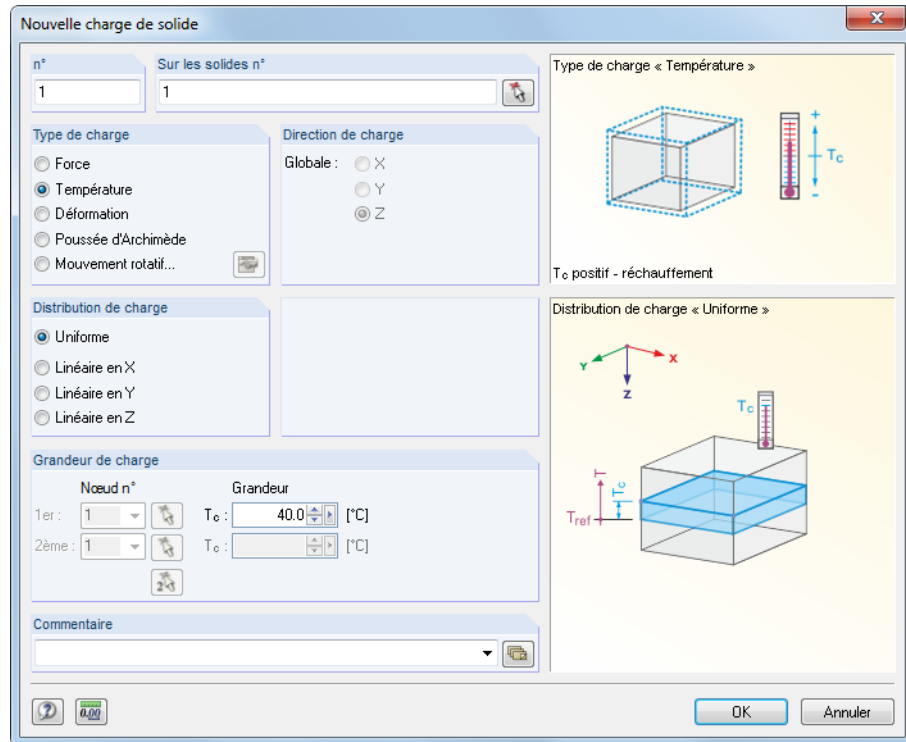 Nouvelle charge de solide
n°
1
Sur les solides n°
1
Type de charge
Force
Température
Déformation
Poussée d'Archimède
Mouvement rotatif...
Direction de charge
Globale :
X
Y
Z
Distribution de charge
Uniforme
Linéaire en X
Linéaire en Y
Linéaire en Z
Grandeur de charge
Nœud n° Grandeur
1er : 1 Tc : 40.0 [°C]
2ème : 1 Tc : [°C]
2
Commentaire
0.00
Type de charge « Température »
+
Tc
-
Tc positif - réchauffement
Distribution de charge « Uniforme »
Y
X
Z
Tc
T
Tc
Tref
OK
Annuler